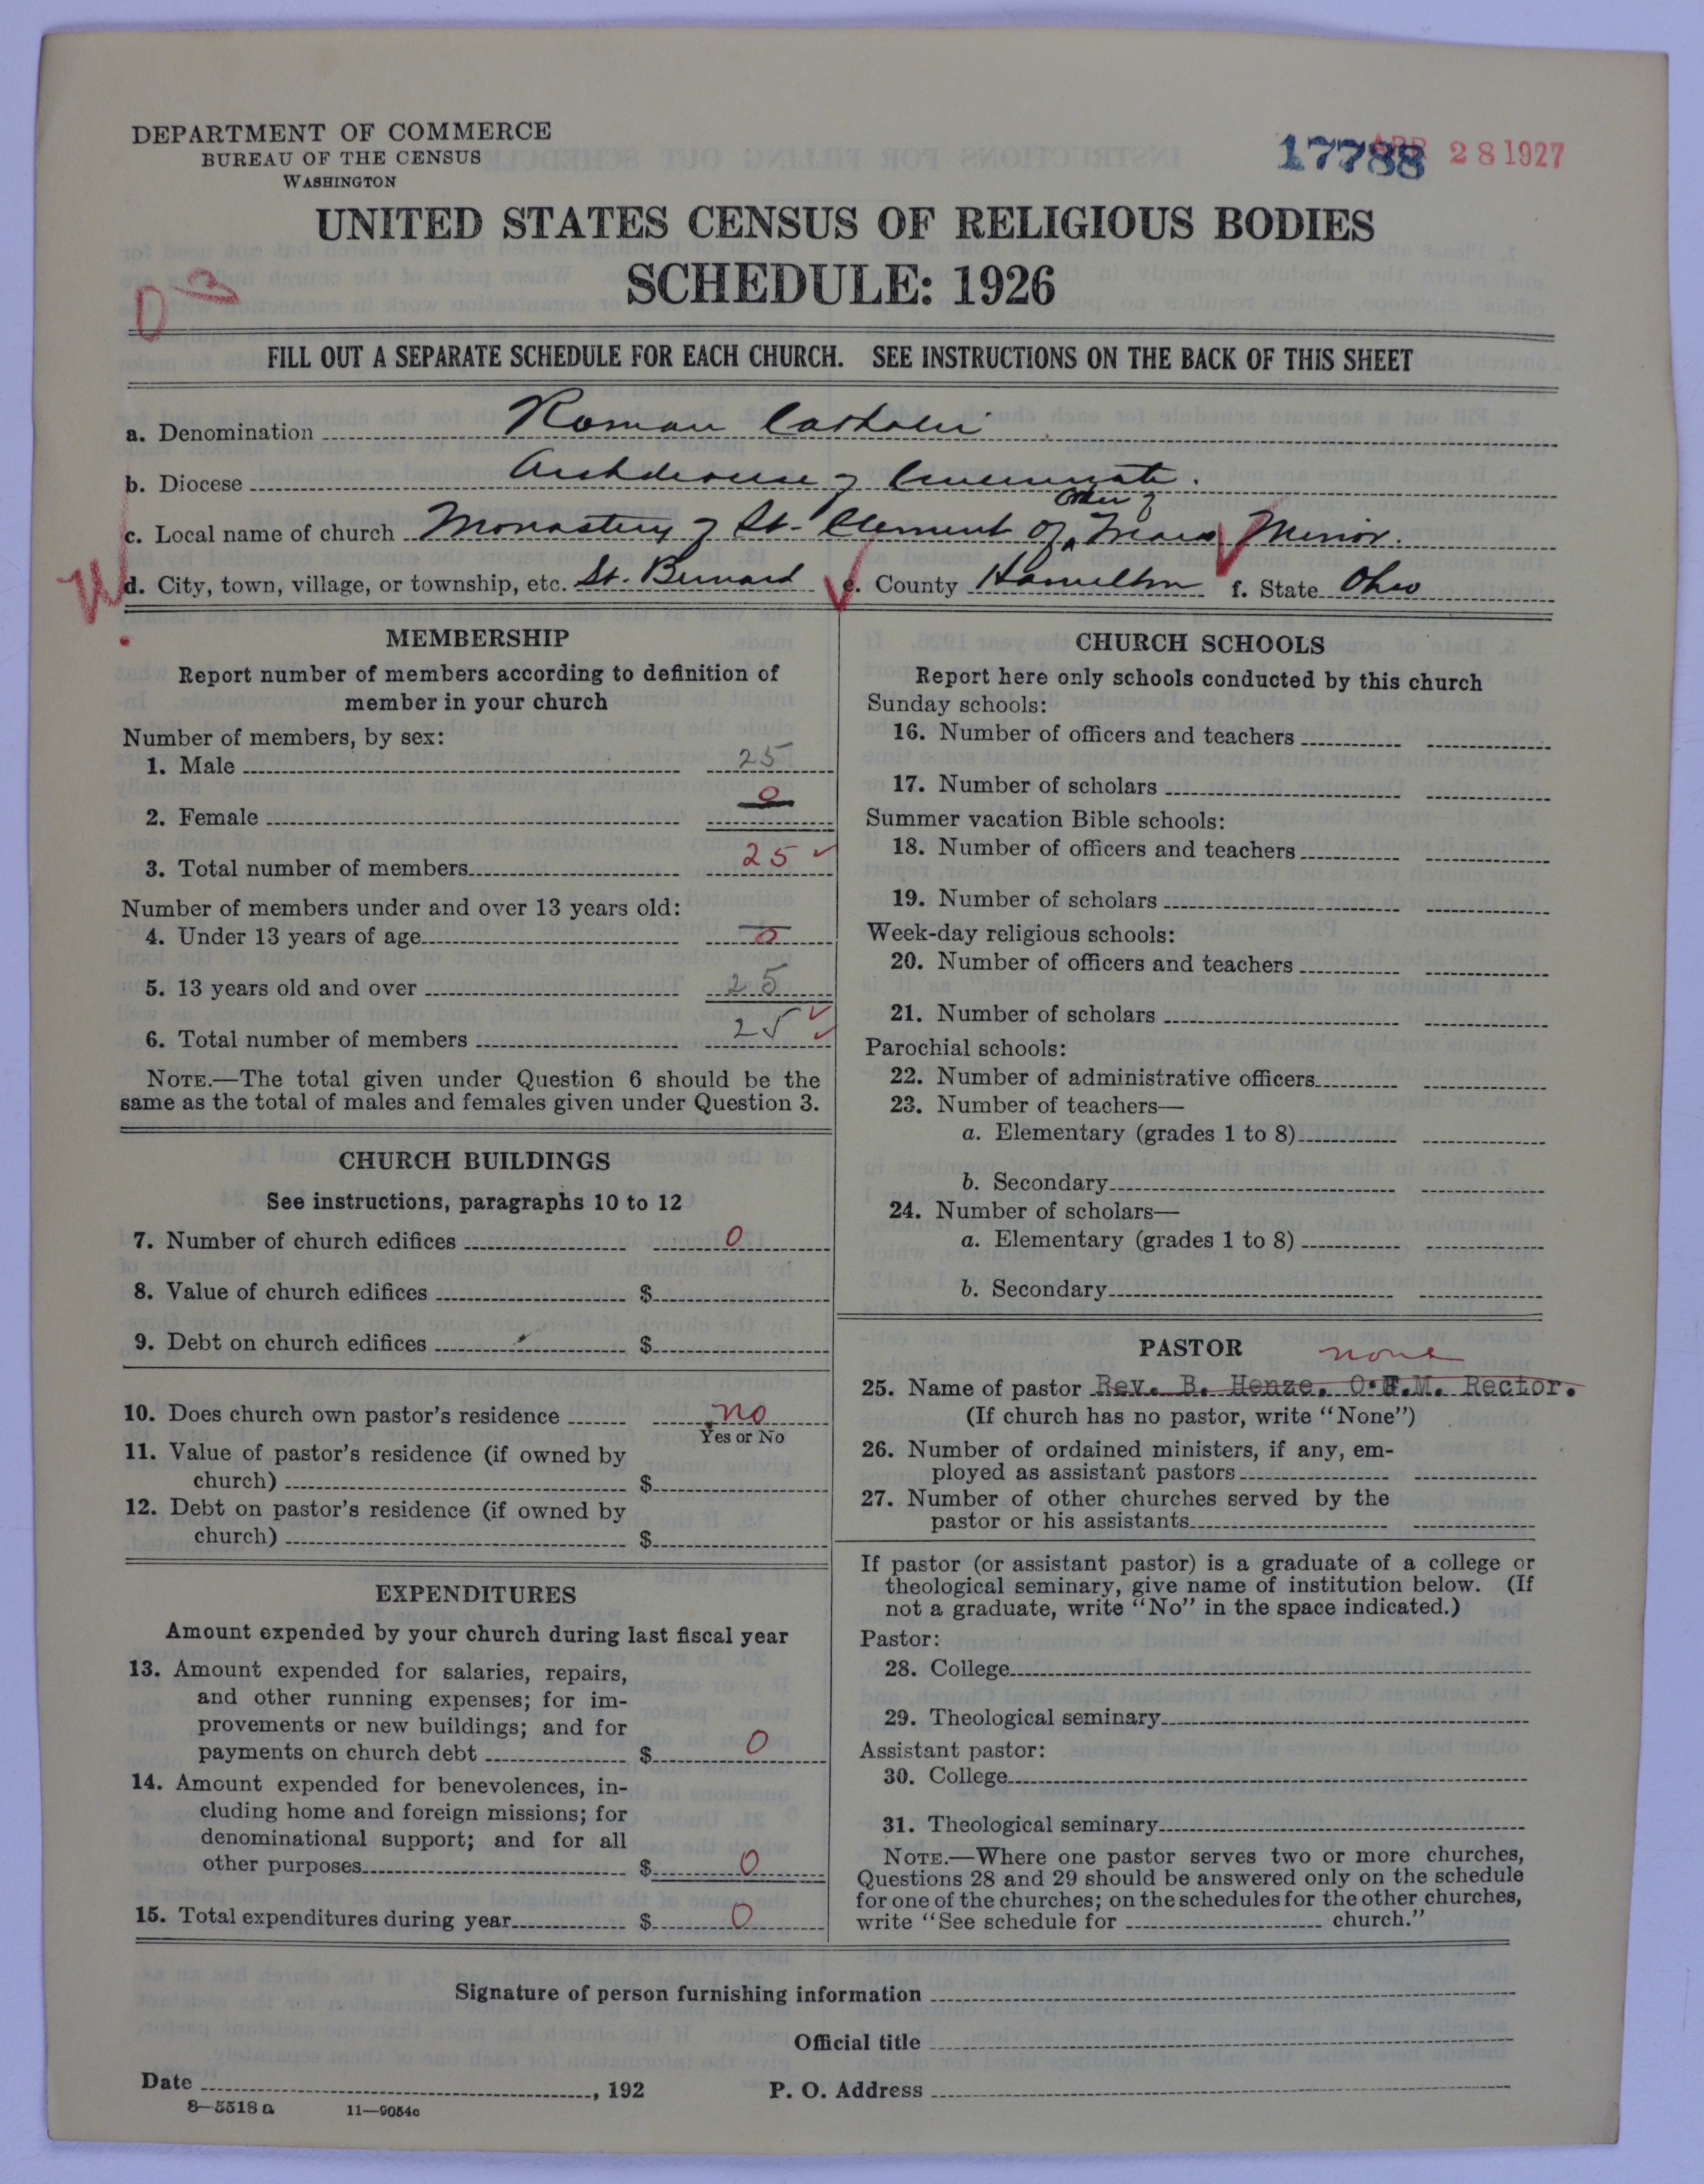 DEPARTMENT OF COMMERCE
BUREAU OF THE CENSUS
WASHINGTON
17788 APR 28 1927
UNITED STATES CENSUS OF RELIGIOUS BODIES
SCHEDULE: 1926
FILL OUT A SEPARATE SCHEDULE FOR EACH CHURCH. SEE INSTRUCTIONS ON THE BACK OF THIS SHEET
a. Denomination Roman Catholic
b. Diocese Archdiocese of Cincinnati.
Order of
c. Local name of church Monastery of St. Clement of Friars Minor.
d. City, town, village, or township, etc. St. Bernard e. County Hamilton f. State Ohio
MEMBERSHIP
Report number of members according to definition of
member in your church
Number of members, by sex:
1. Male 25
2. Female 0
3. Total number of members 25
Number of members under and over 13 years old:
4. Under 13 years of age 0
5. 13 years old and over 25
6. Total number of members 25
NOTE.—The total given under Question 6 should be the
same as the total of males and females given under Question 3.
CHURCH BUILDINGS
See instructions, paragraphs 10 to 12
7. Number of church edifices 0
8. Value of church edifices $
9. Debt on church edifices $
10. Does church own pastor's residence no
Yes or No
11. Value of pastor's residence (if owned by
church) $
12. Debt on pastor's residence (if owned by
church) $
EXPENDITURES
Amount expended by your church during last fiscal year
13. Amount expended for salaries, repairs,
and other running expenses; for im-
provements or new buildings; and for
payments on church debt $ 0
14. Amount expended for benevolences, in-
cluding home and foreign missions; for
denominational support; and for all
other purposes $ 0
15. Total expenditures during year $ 0
CHURCH SCHOOLS
Report here only schools conducted by this church
Sunday schools:
16. Number of officers and teachers
17. Number of scholars
Summer vacation Bible schools:
18. Number of officers and teachers
19. Number of scholars
Week-day religious schools:
20. Number of officers and teachers
21. Number of scholars
Parochial schools:
22. Number of administrative officers
23. Number of teachers—
a. Elementary (grades 1 to 8)
b. Secondary
24. Number of scholars—
a. Elementary (grades 1 to 8)
b. Secondary
PASTOR
none
25. Name of pastor Rev. B. Henze. O.F.M. Rector.
(If church has no pastor, write "None")
26. Number of ordained ministers, if any, em-
ployed as assistant pastors
27. Number of other churches served by the
pastor or his assistants
If pastor (or assistant pastor) is a graduate of a college or
theological seminary, give name of institution below. (If
not a graduate, write "No" in the space indicated.)
Pastor:
28. College
29. Theological seminary
Assistant pastor:
30. College
31. Theological seminary
NOTE.—Where one pastor serves two or more churches,
Questions 28 and 29 should be answered only on the schedule
for one of the churches; on the schedules for the other churches,
write "See schedule for church."
Signature of person furnishing information
Official title
Date , 192 P. O. Address
8—5518 a 11—9054c